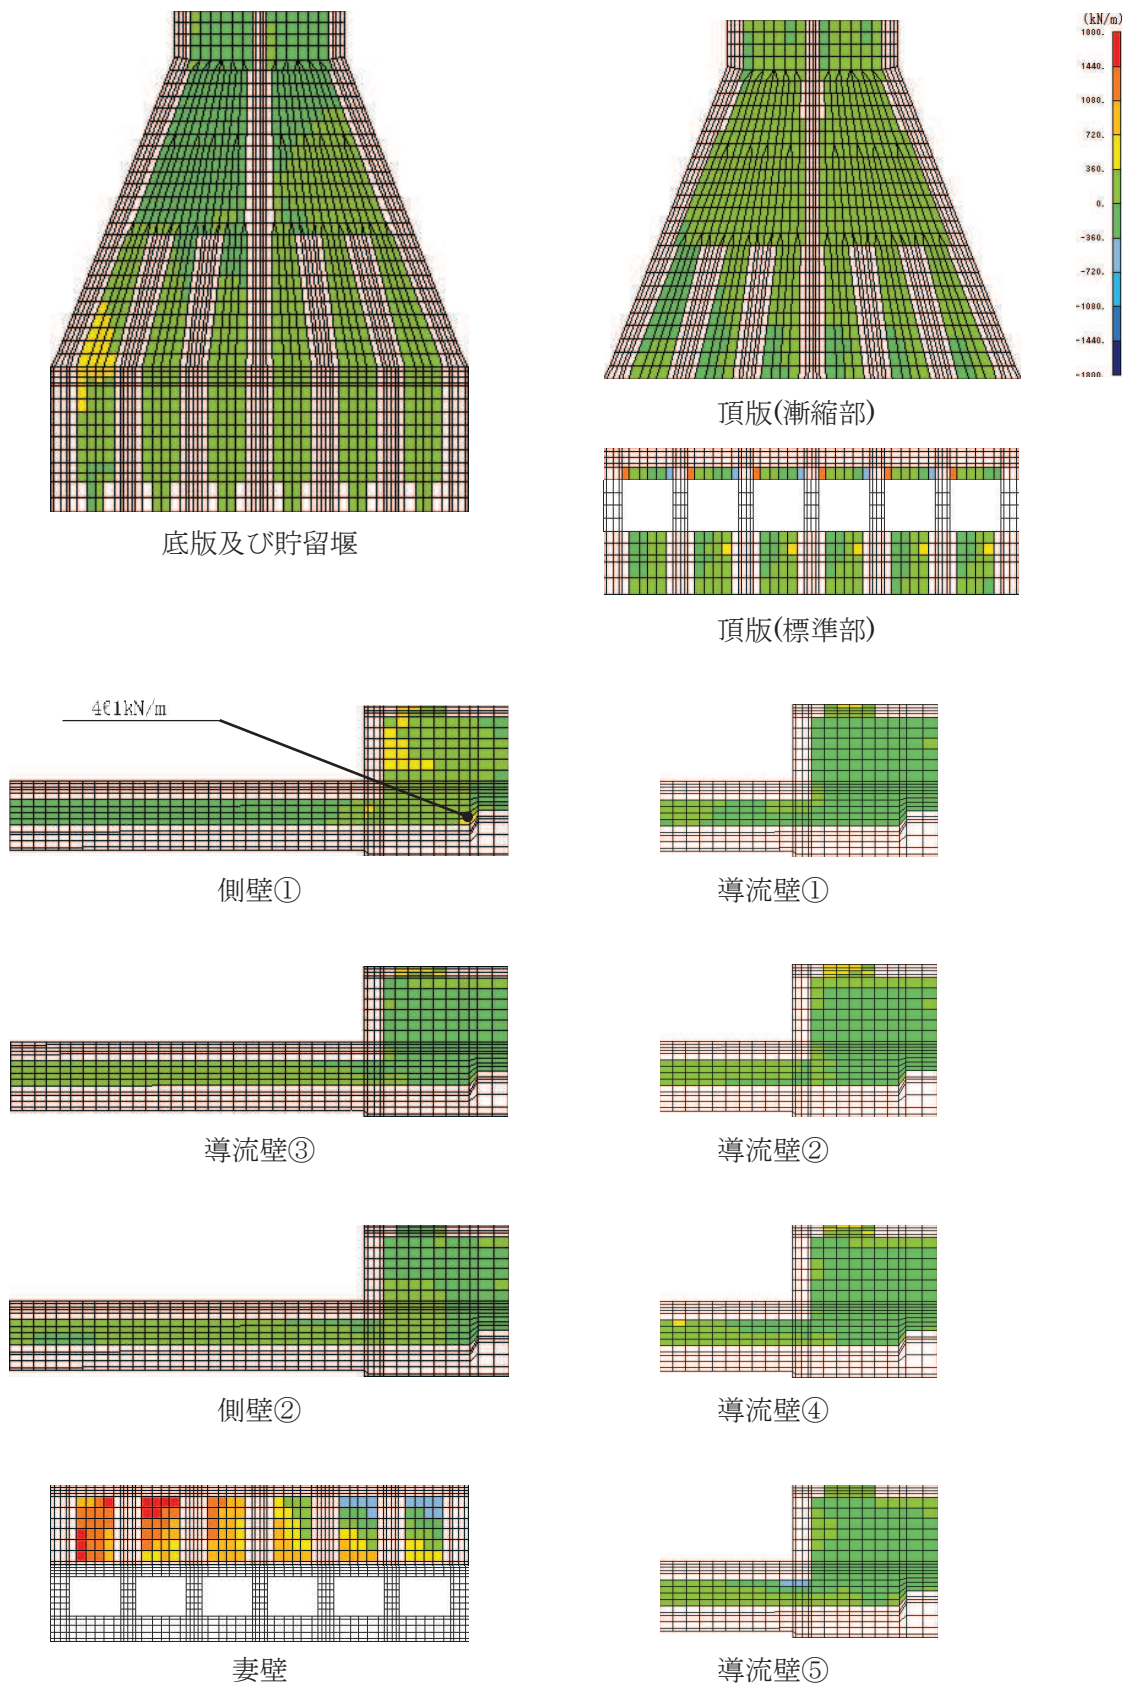 (kN/m)
1800.
1440.
1080.
720.
360.
0.
-360.
-720.
-1080.
-1440.
-1800.
頂版(漸縮部)
底版及び貯留堰
頂版(標準部)
461kN/m
側壁①
導流壁①
導流壁③
導流壁②
側壁②
導流壁④
妻壁
導流壁⑤